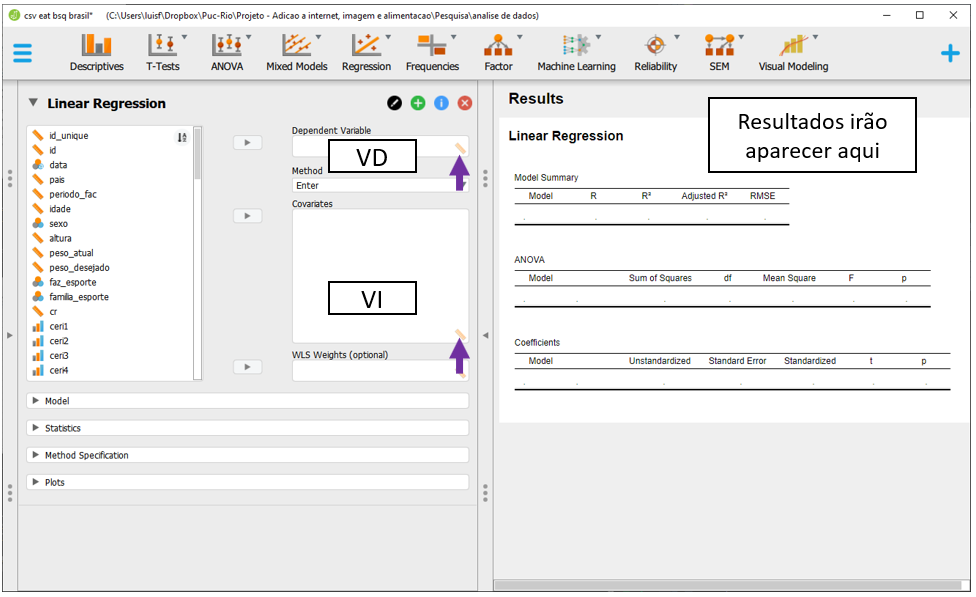 csv eat bsq brasil* (C:\Users\luisf\Dropbox\Puc-Rio\Projeto - Adicao a internet, imagem e alimentacao\Pesquisa\analise de dados)
Descriptives
T-Tests
ANOVA
Mixed Models
Regression
Frequencies
Factor
Machine Learning
Reliability
SEM
Visual Modeling
Linear Regression
id_unique
id
data
pais
periodo_fac
idade
sexo
altura
peso_atual
peso_desejado
faz_esporte
familia_esporte
cr
ceri1
ceri2
ceri3
ceri4
Dependent Variable
VD
Method
Enter
Covariates
VI
WLS Weights (optional)
Model
Statistics
Method Specification
Plots
Results
Resultados irão
aparecer aqui
Linear Regression
Model Summary
Model R R² Adjusted R² RMSE
ANOVA
Model Sum of Squares df Mean Square F p
Coefficients
Model Unstandardized Standard Error Standardized t p